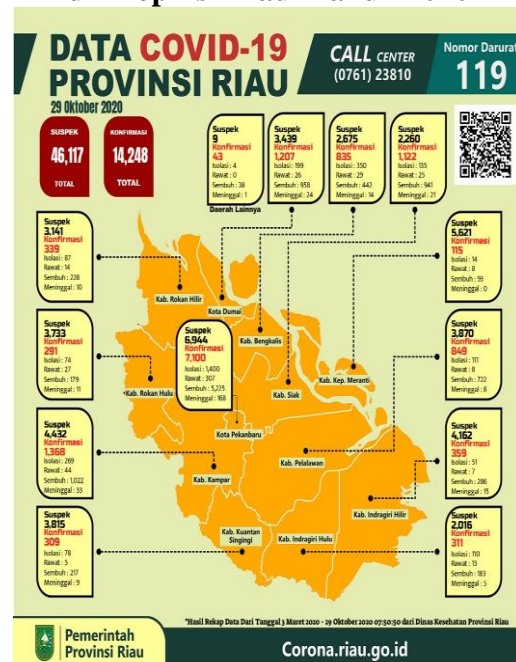 DATA COVID-19
PROVINSI RIAU
29 Oktober 2020
CALL CENTER
(0761) 23810
Nomor Darurat
119
SUSPEK
46,117
TOTAL
KONFIRMASI
14,248
TOTAL
Suspek
9
Konfirmasi
43
Isolasi : 4
Rawat : 0
Sembuh : 38
Meninggal : 1
Daerah Lainnya
Suspek
3,439
Konfirmasi
1,207
Isolasi : 199
Rawat : 26
Sembuh : 958
Meninggal : 24
Suspek
2,675
Konfirmasi
835
Isolasi : 350
Rawat : 29
Sembuh : 442
Meninggal : 14
Suspek
2,260
Konfirmasi
1,122
Isolasi : 135
Rawat : 25
Sembuh : 941
Meninggal : 21
Suspek
3,141
Konfirmasi
339
Isolasi : 87
Rawat : 14
Sembuh : 228
Meninggal : 10
Suspek
5,621
Konfirmasi
115
Isolasi : 14
Rawat : 8
Sembuh : 93
Meninggal : 0
Kab. Rokan Hilir
Kota Dumai
Kab. Bengkalis
Suspek
3,733
Konfirmasi
291
Isolasi : 74
Rawat : 27
Sembuh : 179
Meninggal : 11
Suspek
6,944
Konfirmasi
7,100
Isolasi : 1,400
Rawat : 307
Sembuh : 5,225
Meninggal : 168
Suspek
3,870
Konfirmasi
849
Isolasi : 111
Rawat : 8
Sembuh : 722
Meninggal : 8
Kab. Rokan Hulu
Kab. Siak
Kab. Kep. Meranti
Kota Pekanbaru
Suspek
4,432
Konfirmasi
1,368
Isolasi : 269
Rawat : 44
Sembuh : 1,022
Meninggal : 33
Suspek
4,162
Konfirmasi
359
Isolasi : 51
Rawat : 7
Sembuh : 286
Meninggal : 15
Kab. Kampar
Kab. Pelalawan
Kab. Indragiri Hilir
Suspek
3,815
Konfirmasi
309
Isolasi : 78
Rawat : 5
Sembuh : 217
Meninggal : 9
Kab. Kuantan
Singingi
Kab. Indragiri Hulu
Suspek
2,016
Konfirmasi
311
Isolasi : 110
Rawat : 13
Sembuh : 183
Meninggal : 5
*Hasil Rekap Data Dari Tanggal 3 Maret 2020 - 29 Oktober 2020 07:50:50 dari Dinas Kesehatan Provinsi Riau
Pemerintah
Provinsi Riau
Corona.riau.go.id